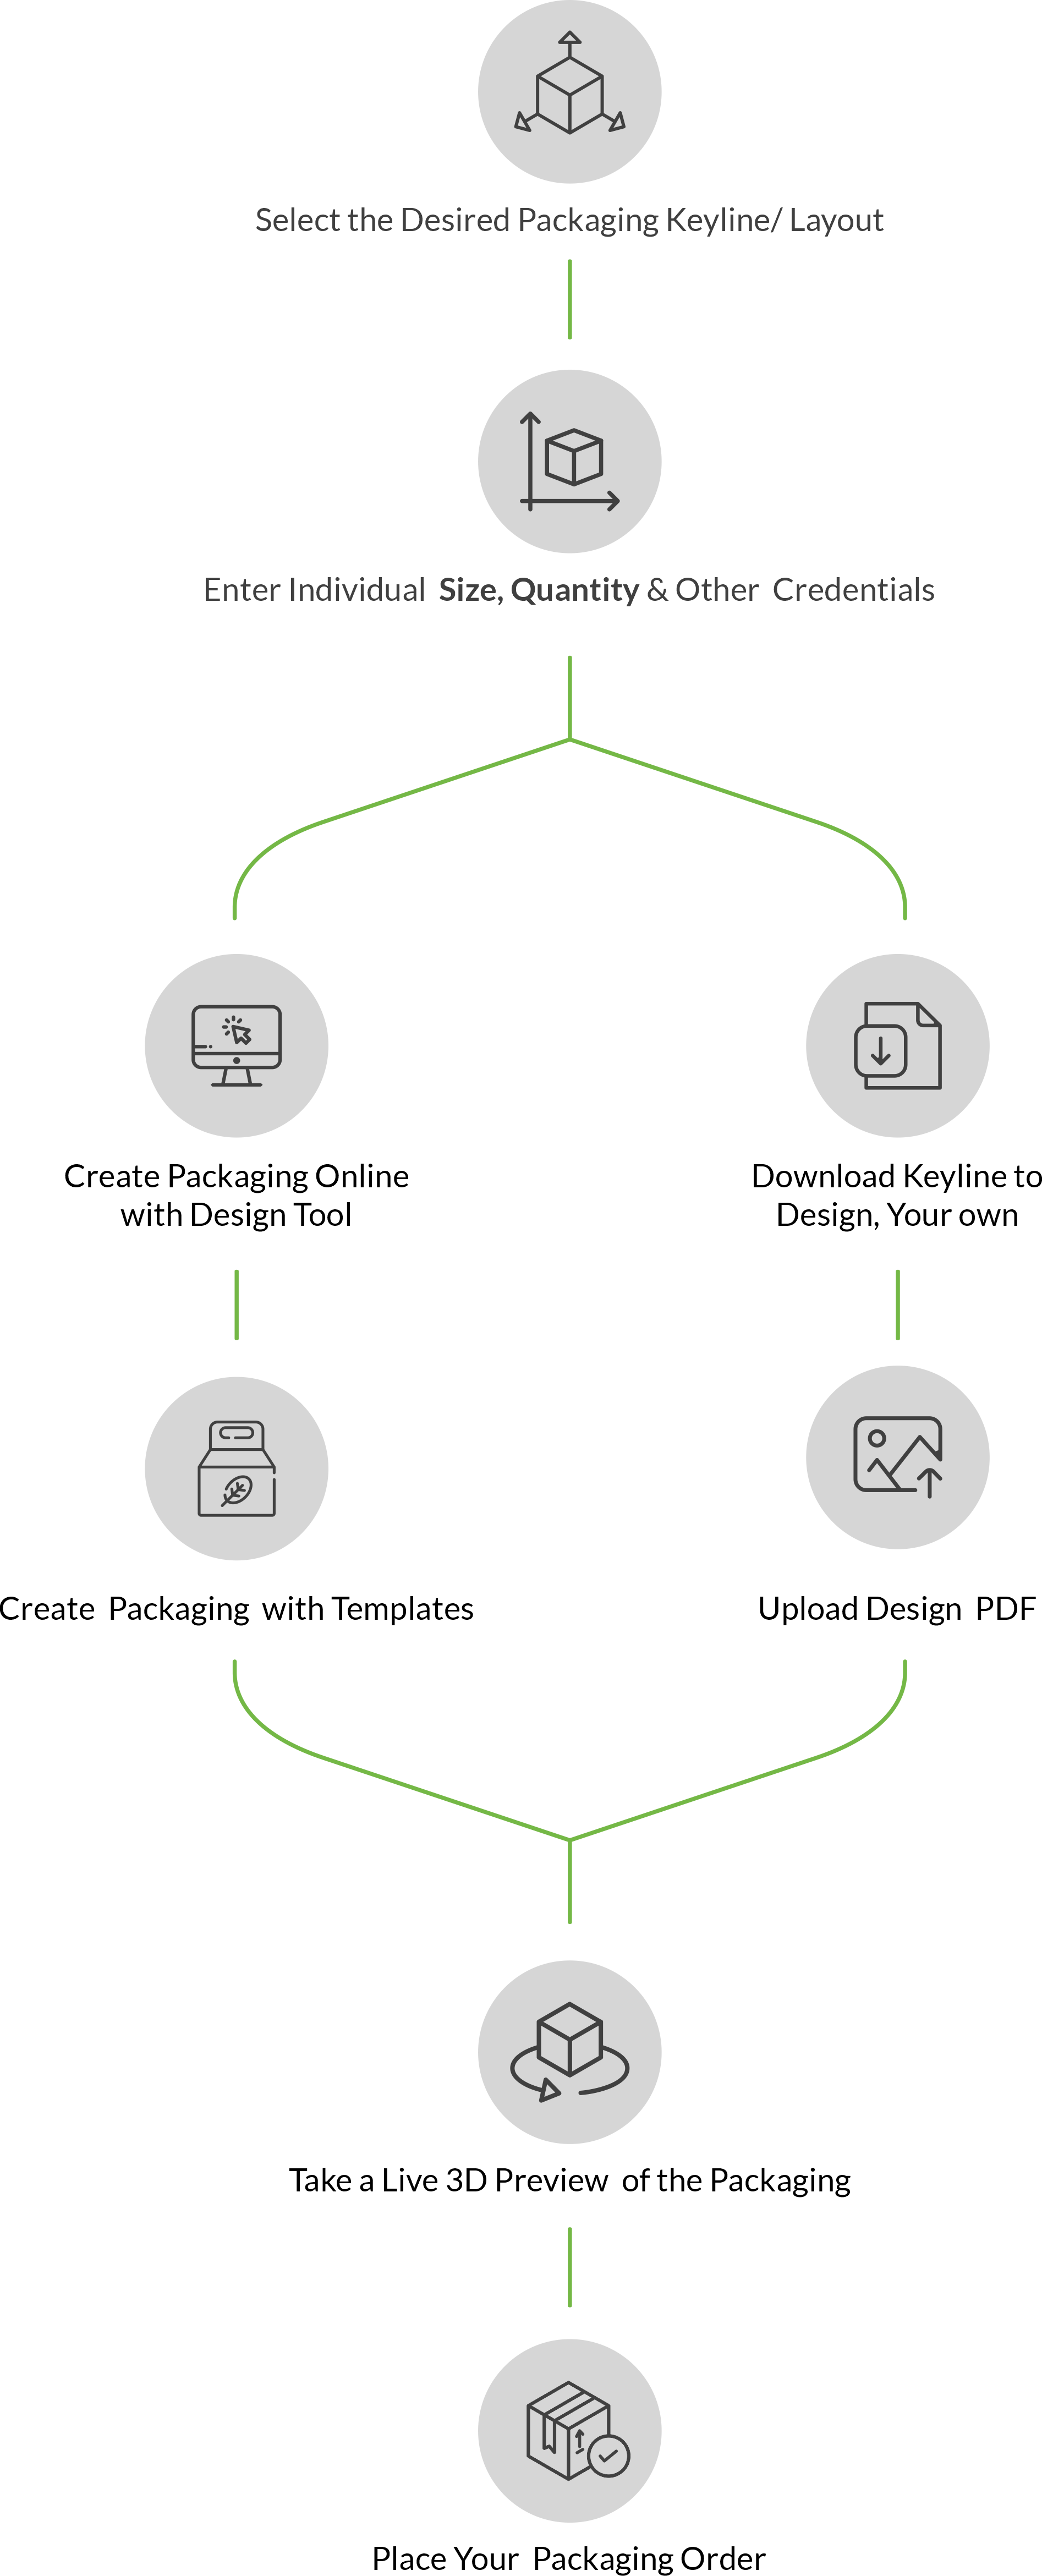 Select the Desired Packaging Keyline/ Layout
Enter Individual Size, Quantity & Other Credentials
Create Packaging Online
with Design Tool
Download Keyline to
Design, Your own
Create Packaging with Templates
Upload Design PDF
Take a Live 3D Preview of the Packaging
Place Your Packaging Order